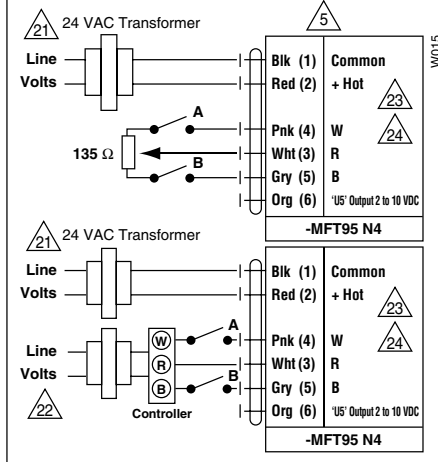 21 24 VAC Transformer
5
W015
Line
Volts
Blk (1) Common
Red (2) + Hot
23
A
Pnk (4) W
24
135 Ω
Wht (3) R
B
Gry (5) B
Org (6) 'U5' Output 2 to 10 VDC
-MFT95 N4
21 24 VAC Transformer
Line
Volts
Blk (1) Common
Red (2) + Hot
23
A
W
Pnk (4) W
24
Line
Volts
R
Wht (3) R
B
B
Gry (5) B
22
Controller
Org (6) 'U5' Output 2 to 10 VDC
-MFT95 N4